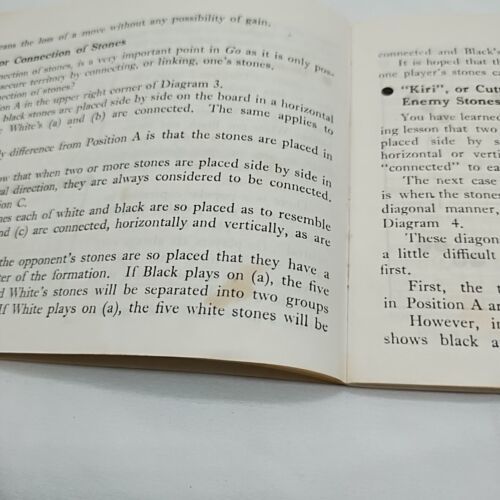 eans the loss of a move without any possibility of gain.
or Connection of Stones
nection of stones, is a very important point in Go as it is only pos-
secure territory by connecting, or linking, one's stones.
nection of stones?
on A in the upper right corner of Diagram 3.
black stones are placed side by side on the board in a horizontal
White's (a) and (b) are connected. The same applies to
ly difference from Position A is that the stones are placed in
ow that when two or more stones are placed side by side in
al direction, they are always considered to be connected.
ion C.
nes each of white and black are so placed as to resemble
nd (c) are connected, horizontally and vertically, as are
the opponent's stones are so placed that they have a
ter of the formation. If Black plays on (a), the five
d White's stones will be separated into two groups
If White plays on (a), the five white stones will be
connected and Black's
It is hoped that th
one player's stones c
● "Kiri", or Cutt
Enemy Stones
You have learned
ing lesson that two
placed side by s
horizontal or verti
"connected" to ea
The next case
is when the stones
diagonal manner,
Diagram 4.
These diagon
a little difficult
first.
First, the t
in Position A an
However, in
shows black a